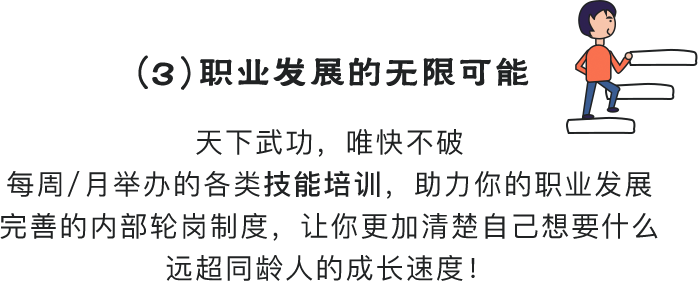 (3)职业发展的无限可能
天下武功，唯快不破
每周/月举办的各类技能培训，助力你的职业发展
完善的内部轮岗制度，让你更加清楚自己想要什么
远超同龄人的成长速度！